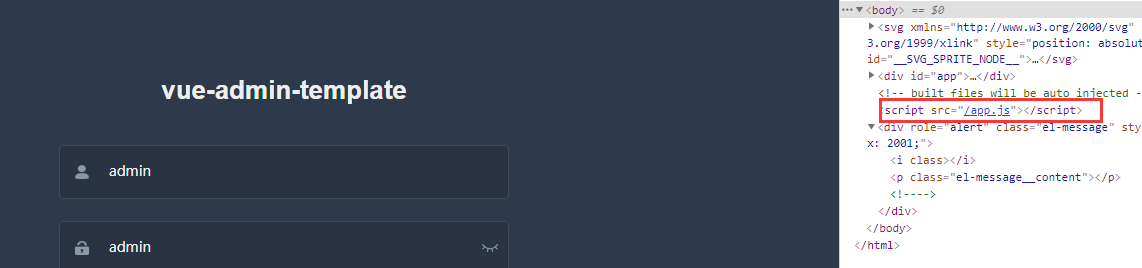 vue-admin-template
admin
admin
<body> == $0
<svg xmlns="http://www.w3.org/2000/svg"
3.org/1999/xlink" style="position: absolut
id="__SVG_SPRITE_NODE__">…</svg>
<div id="app">…</div>
<!-- built files will be auto injected -
<script src="/app.js"></script>
<div role="alert" class="el-message" sty
x: 2001;">
<i class></i>
<p class="el-message__content"></p>
<!---->
</div>
</body>
</html>